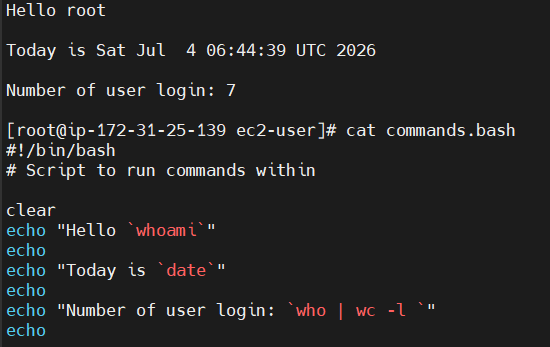 Hello root
Today is Sat Jul  4 06:44:39 UTC 2026
Number of user login: 7
[root@ip-172-31-25-139 ec2-user]# cat commands.bash
#!/bin/bash
# Script to run commands within
clear
echo "Hello `whoami`"
echo
echo "Today is `date`"
echo
echo "Number of user login: `who | wc -l `"
echo